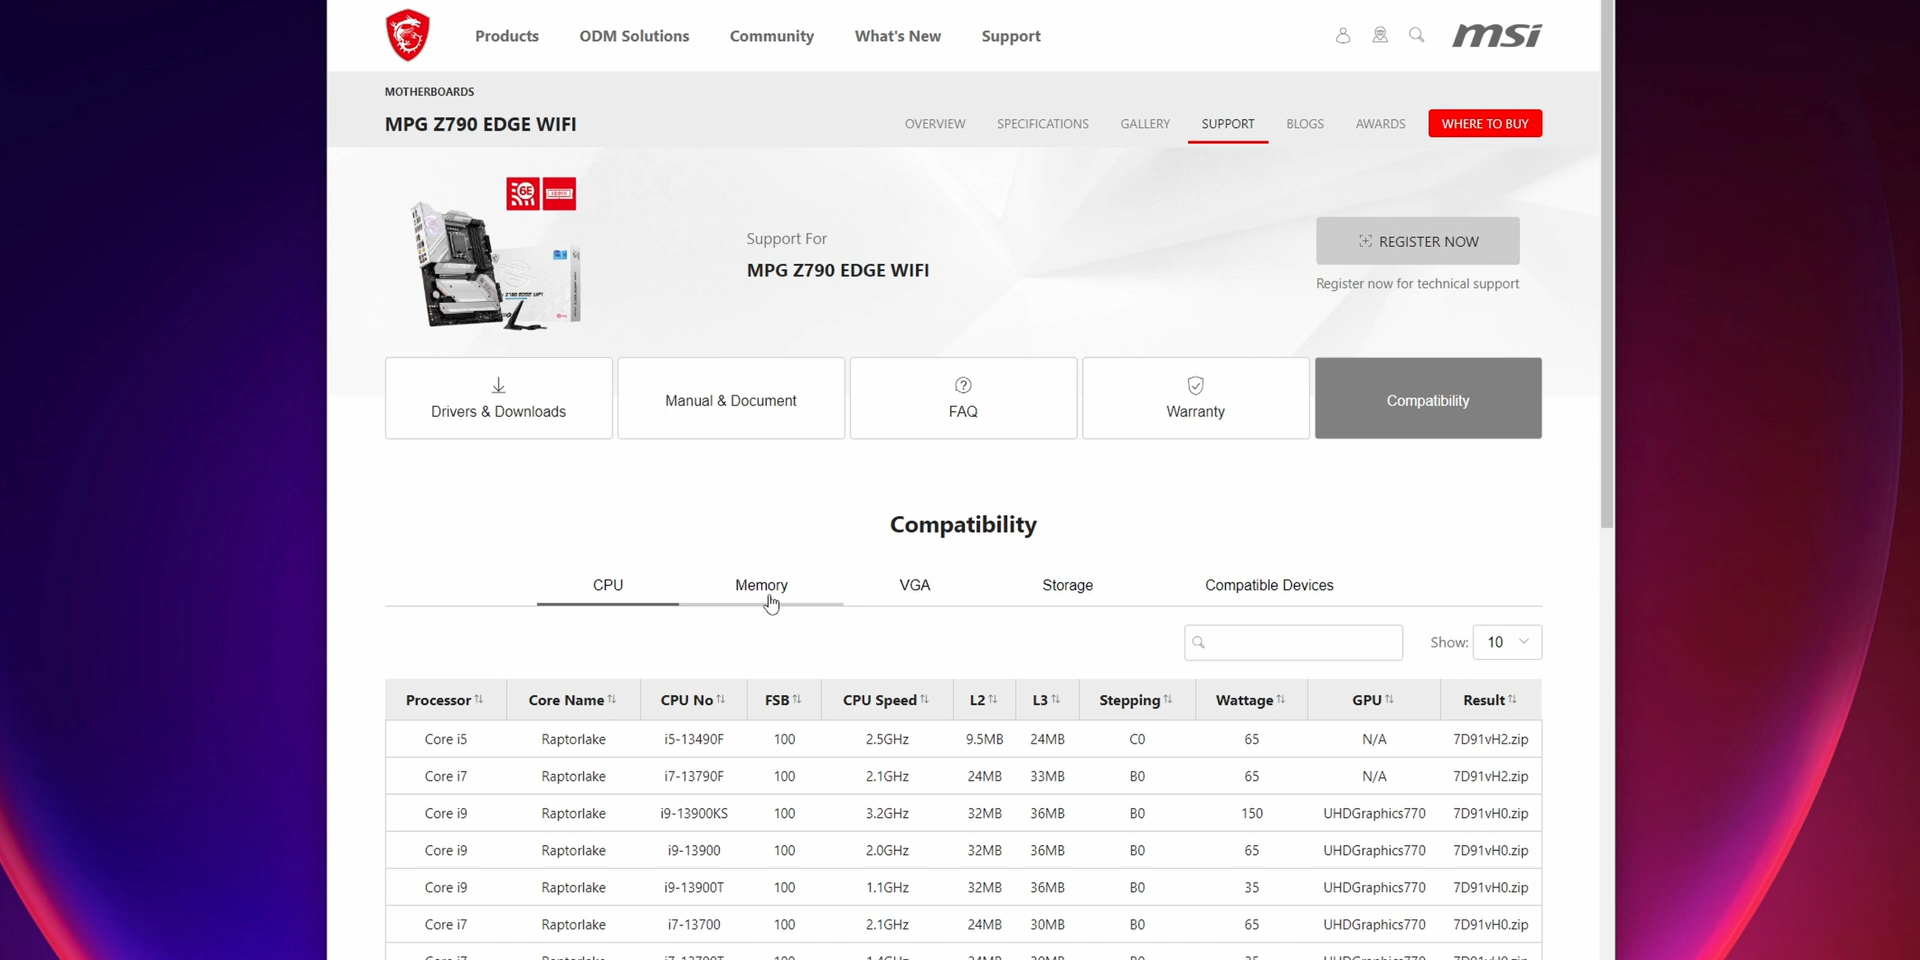 Products ODM Solutions Community What's New Support msi
MOTHERBOARDS
MPG Z790 EDGE WIFI
OVERVIEW SPECIFICATIONS GALLERY SUPPORT BLOGS AWARDS WHERE TO BUY
6E
Support For
MPG Z790 EDGE WIFI
REGISTER NOW
Register now for technical support
Drivers & Downloads
Manual & Document
FAQ
Warranty
Compatibility
Compatibility
CPU Memory VGA Storage Compatible Devices
Show: 10
Processor Core Name CPU No FSB CPU Speed L2 L3 Stepping Wattage GPU Result
Core i5 Raptorlake i5-13490F 100 2.5GHz 9.5MB 24MB C0 65 N/A 7D91vH2.zip
Core i7 Raptorlake i7-13790F 100 2.1GHz 24MB 33MB B0 65 N/A 7D91vH2.zip
Core i9 Raptorlake i9-13900KS 100 3.2GHz 32MB 36MB B0 150 UHDGraphics770 7D91vH0.zip
Core i9 Raptorlake i9-13900 100 2.0GHz 32MB 36MB B0 65 UHDGraphics770 7D91vH0.zip
Core i9 Raptorlake i9-13900T 100 1.1GHz 32MB 36MB B0 35 UHDGraphics770 7D91vH0.zip
Core i7 Raptorlake i7-13700 100 2.1GHz 24MB 30MB B0 65 UHDGraphics770 7D91vH0.zip